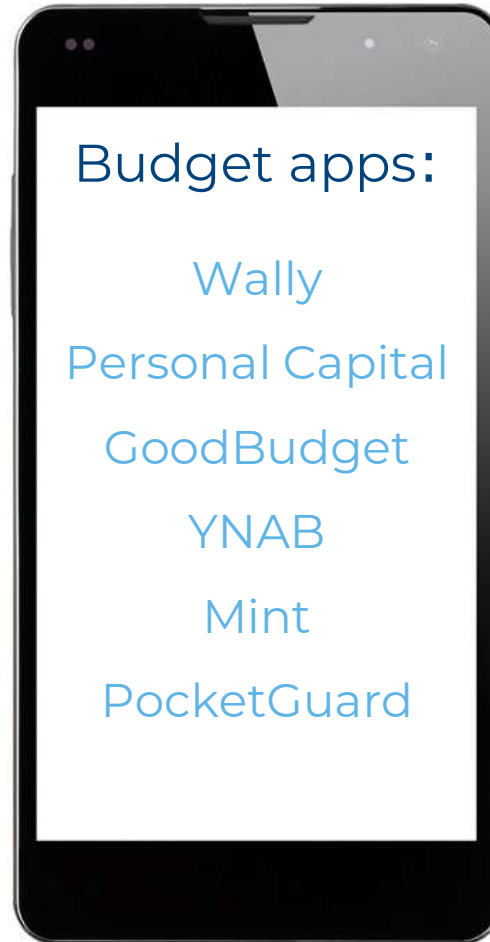 Budget apps:
Wally
Personal Capital
GoodBudget
YNAB
Mint
PocketGuard